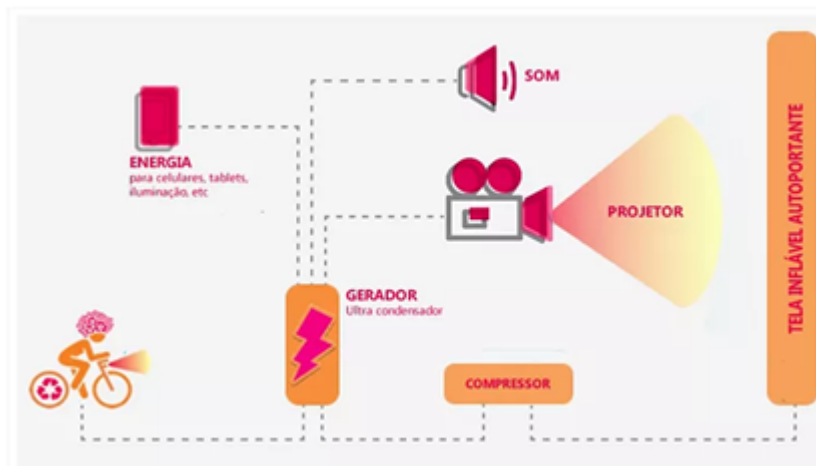 SOM
ENERGIA
para celulares, tablets,
iluminação, etc
PROJETOR
TELA INFLÁVEL AUTOPORTANTE
GERADOR
Ultra condensador
COMPRESSOR